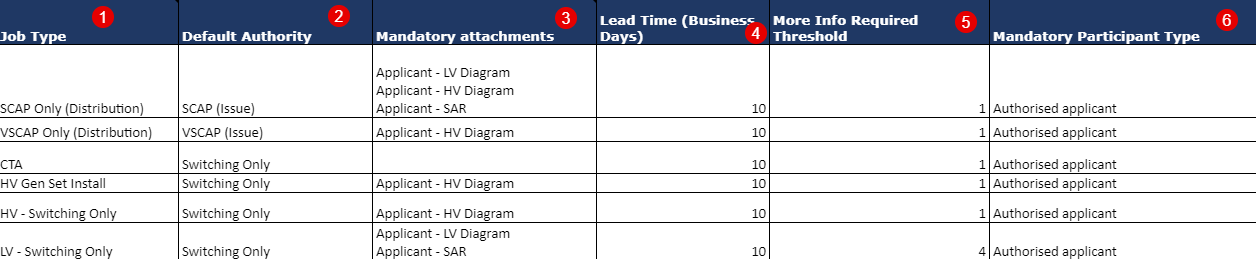 1 2 3 4 5 6
Job Type Default Authority Mandatory attachments Lead Time (Business Days) More Info Required Threshold Mandatory Participant Type
Applicant - LV Diagram
Applicant - HV Diagram
SCAP Only (Distribution) SCAP (Issue) Applicant - SAR 10 1 Authorised applicant
VSCAP Only (Distribution) VSCAP (Issue) Applicant - HV Diagram 10 1 Authorised applicant
CTA Switching Only 10 1 Authorised applicant
HV Gen Set Install Switching Only Applicant - HV Diagram 10 1 Authorised applicant
HV - Switching Only Switching Only Applicant - HV Diagram 10 1 Authorised applicant
Applicant - LV Diagram
LV - Switching Only Switching Only Applicant - SAR 10 4 Authorised applicant